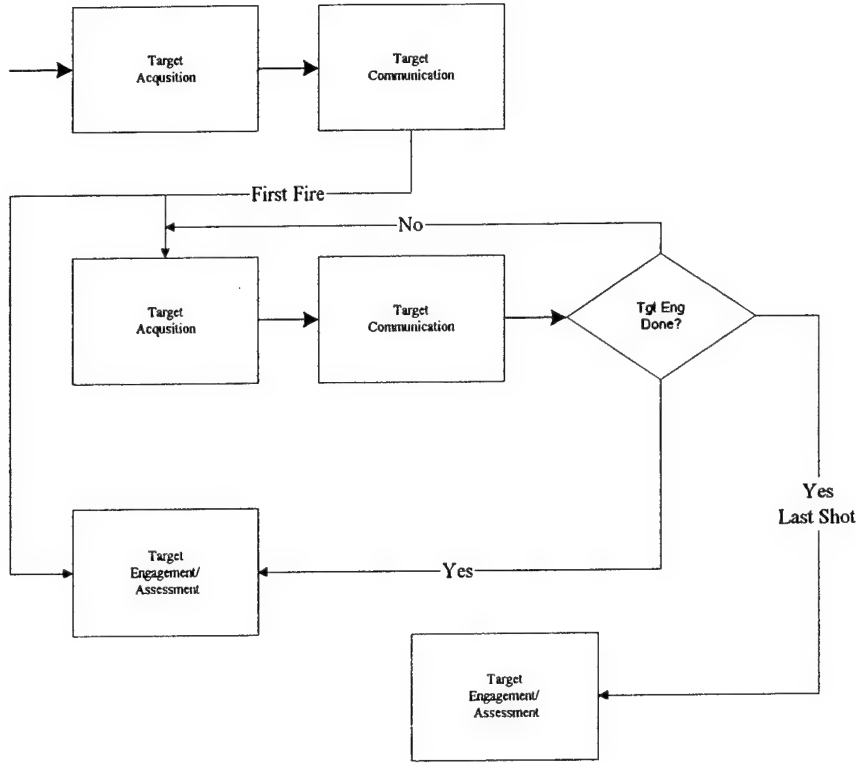 Target
Acqusition
Target
Communication
First Fire
No
Target
Acqusition
Target
Communication
Tgt Eng
Done?
Yes
Last Shot
Target
Engagement/
Assessment
Yes
Target
Engagement/
Assessment